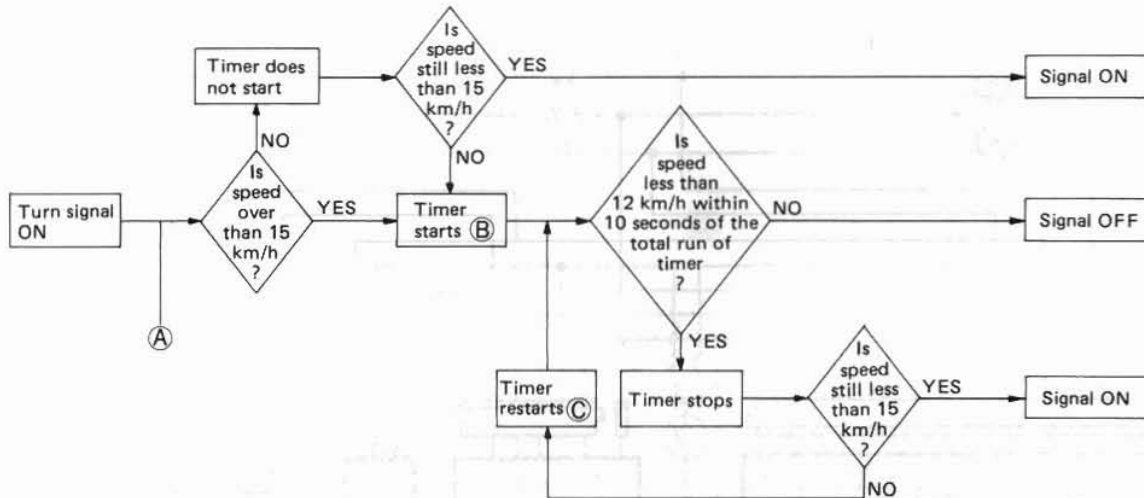 Turn signal
ON
Ⓐ
Is
speed
over
than 15
km/h
?
NO
YES
Timer does
not start
Is
speed
still less
than 15
km/h
?
YES
NO
Signal ON
Timer
starts Ⓑ
Is
speed
less than
12 km/h within
10 seconds of the
total run of
timer
?
NO
Signal OFF
YES
Timer stops
Is
speed
still less
than 15
km/h
?
YES
Signal ON
NO
Timer
restarts Ⓒ